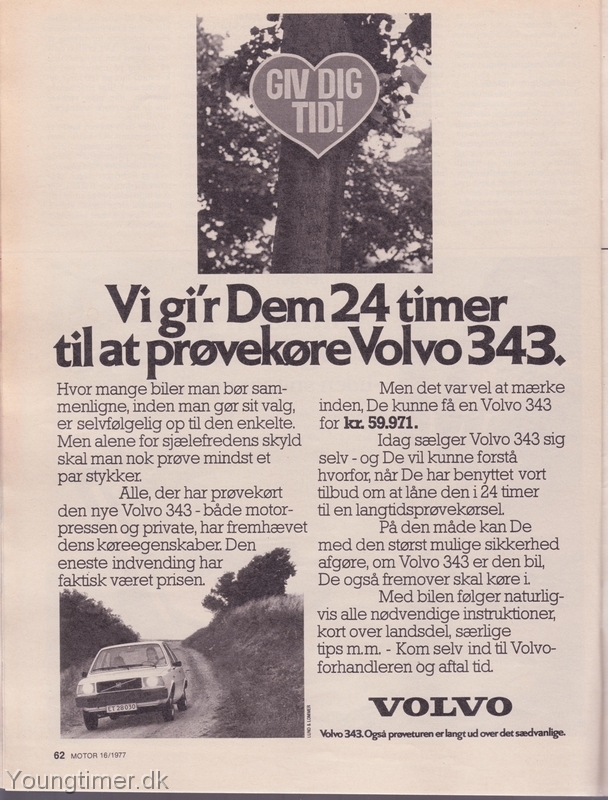 GIV DIG
TID!
Vi gi'r Dem 24 timer
til at prøvekøre Volvo 343.
Hvor mange biler man bør sam-
menligne, inden man gør sit valg,
er selvfølgelig op til den enkelte.
Men alene for sjælefredens skyld
skal man nok prøve mindst et
par stykker.
Alle, der har prøvekørt
den nye Volvo 343 - både motor-
pressen og private, har fremhævet
dens køreegenskaber. Den
eneste indvending har
faktisk været prisen.
Men det var vel at mærke
inden, De kunne få en Volvo 343
for kr. 59.971.
Idag sælger Volvo 343 sig
selv - og De vil kunne forstå
hvorfor, når De har benyttet vort
tilbud om at låne den i 24 timer
til en langtidsprøvekørsel.
På den måde kan De
med den størst mulige sikkerhed
afgøre, om Volvo 343 er den bil,
De også fremover skal køre i.
Med bilen følger naturlig-
vis alle nødvendige instruktioner,
kort over landsdel, særlige
tips m.m. - Kom selv ind til Volvo-
forhandleren og aftal tid.
ET 28 030
LUND & LOMMER
VOLVO
Volvo 343. Også prøveturen er langt ud over det sædvanlige.
62 MOTOR 16/1977
Youngtimer.dk